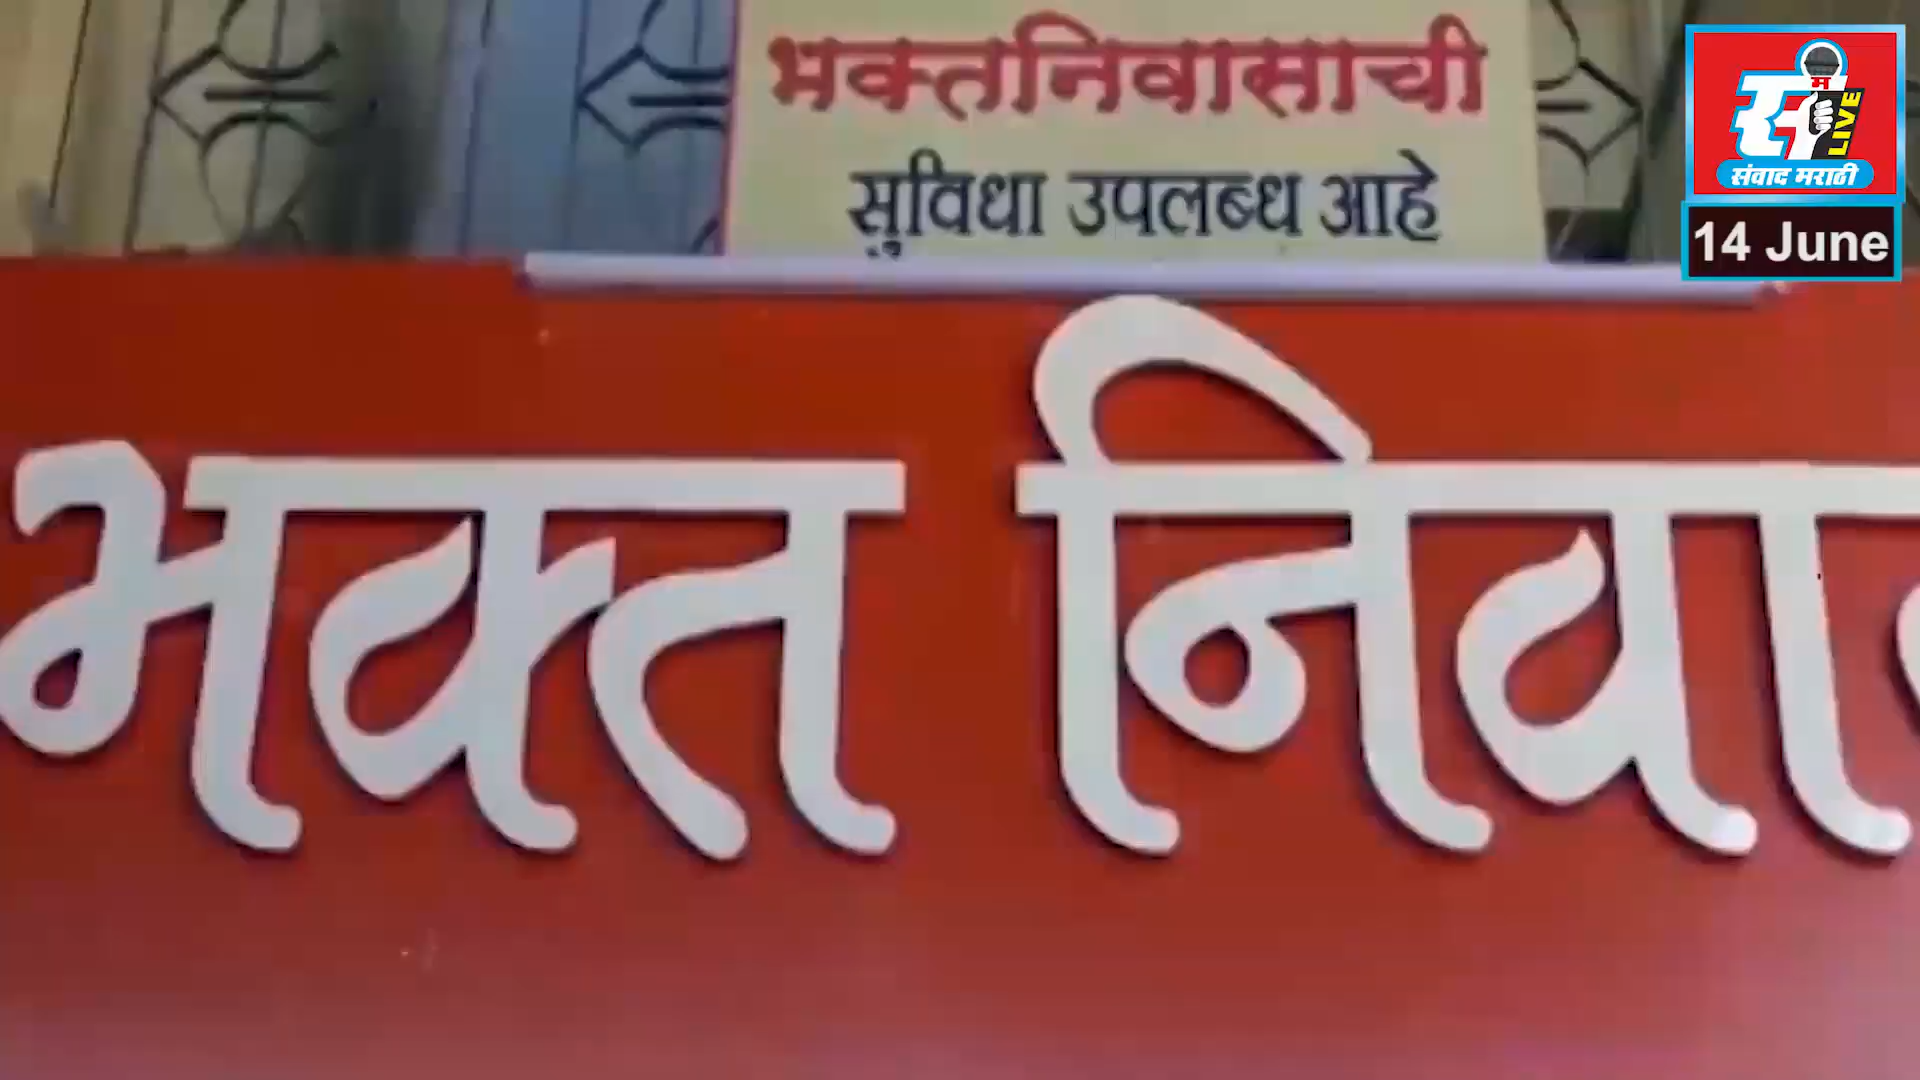 भक्तनिवासाची
सुविधा उपलब्ध आहे
LIVE
संवाद मराठी
14 June
भक्त निवा